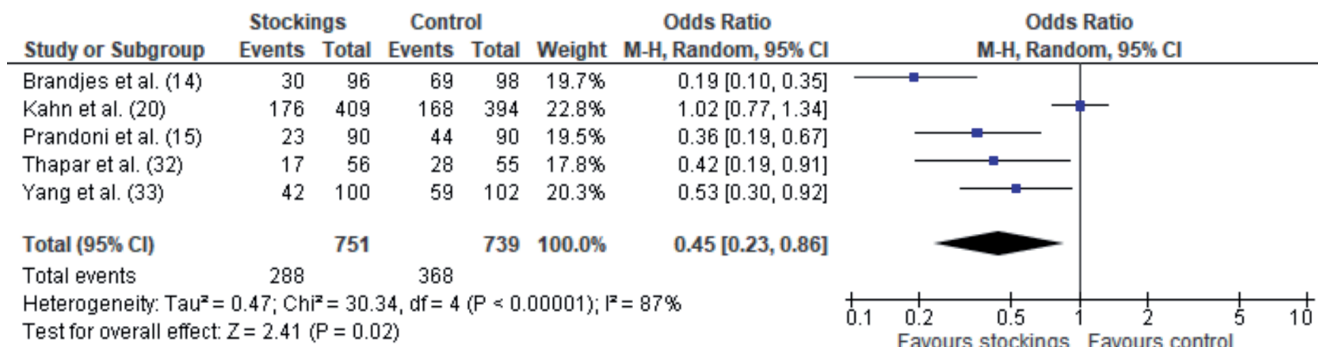 Stockings Control Odds Ratio Odds Ratio
Study or Subgroup Events Total Events Total Weight M-H, Random, 95% CI M-H, Random, 95% CI
Brandjes et al. (14) 30 96 69 98 19.7% 0.19 [0.10, 0.35]
Kahn et al. (20) 176 409 168 394 22.8% 1.02 [0.77, 1.34]
Prandoni et al. (15) 23 90 44 90 19.5% 0.36 [0.19, 0.67]
Thapar et al. (32) 17 56 28 55 17.8% 0.42 [0.19, 0.91]
Yang et al. (33) 42 100 59 102 20.3% 0.53 [0.30, 0.92]
Total (95% CI) 751 739 100.0% 0.45 [0.23, 0.86]
Total events 288 368
Heterogeneity: Tau² = 0.47; Chi² = 30.34, df = 4 (P < 0.00001); I² = 87%
Test for overall effect: Z = 2.41 (P = 0.02)
0.1 0.2 0.5 1 2 5 10
Favours stockings Favours control